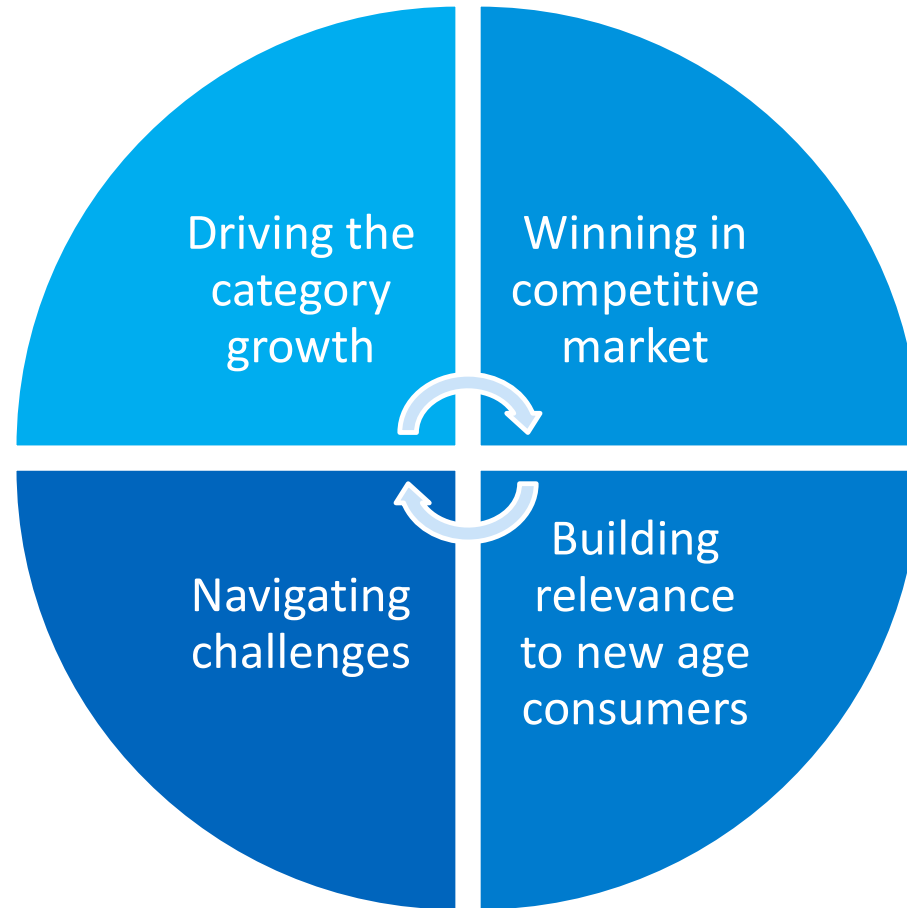 Driving the
category
growth
Winning in
competitive
market
Building
relevance
to new age
consumers
Navigating
challenges